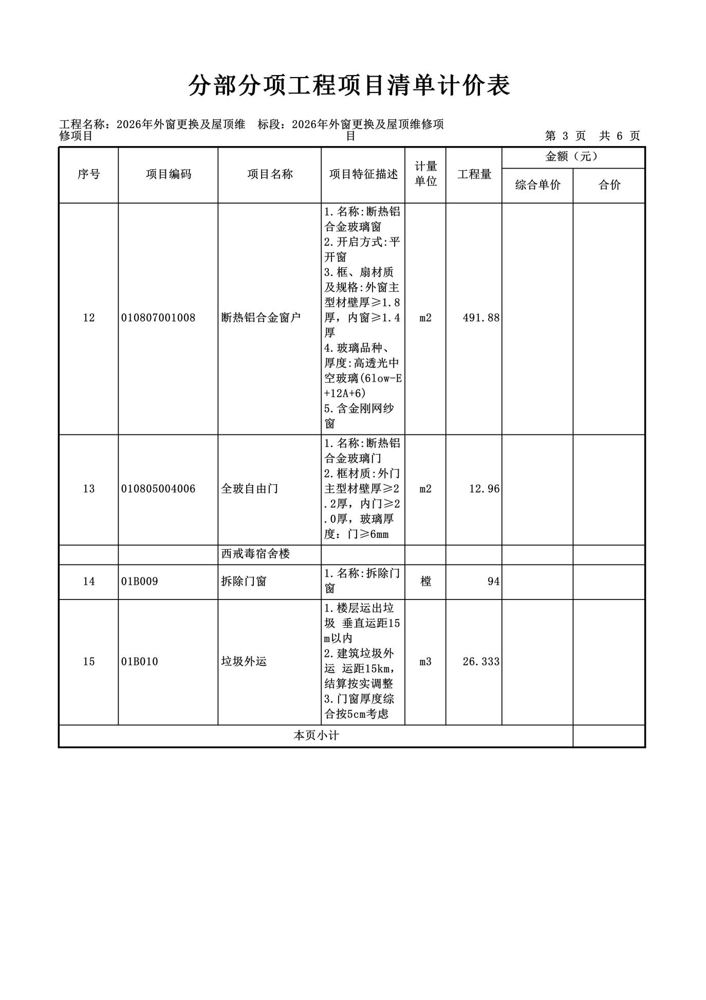 分部分项工程项目清单计价表
工程名称：2026年外窗更换及屋顶维
修项目
标段：2026年外窗更换及屋顶维修项
目
第 3 页 共 6 页
序号
项目编码
项目名称
项目特征描述
计量
单位
工程量
金额（元）
综合单价
合价
12
010807001008
断热铝合金窗户
1.名称:断热铝
合金玻璃窗
2.开启方式:平
开窗
3.框、扇材质
及规格:外窗主
型材壁厚≥1.8
厚，内窗≥1.4
厚
4.玻璃品种、
厚度:高透光中
空玻璃(6low-E
+12A+6)
5.含金刚网纱
窗
m2
491.88
13
010805004006
全玻自由门
1.名称:断热铝
合金玻璃门
2.框材质:外门
主型材壁厚≥2
.2厚，内门≥2
.0厚，玻璃厚
度：门≥6mm
m2
12.96
西戒毒宿舍楼
14
01B009
拆除门窗
1.名称:拆除门
窗
樘
94
15
01B010
垃圾外运
1.楼层运出垃
圾 垂直运距15
m以内
2.建筑垃圾外
运 运距15km，
结算按实调整
3.门窗厚度综
合按5cm考虑
m3
26.333
本页小计